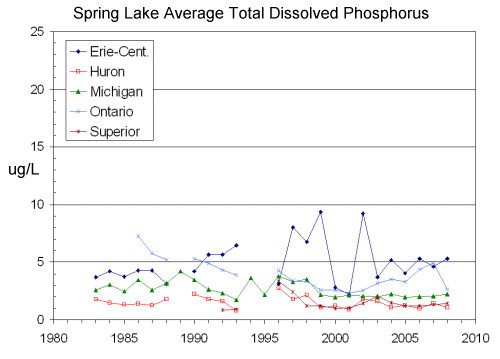 Spring Lake Average Total Dissolved Phosphorus
25
20
15
10
5
0
ug/L
Erie-Cent.
Huron
Michigan
Ontario
Superior
1980 1985 1990 1995 2000 2005 2010